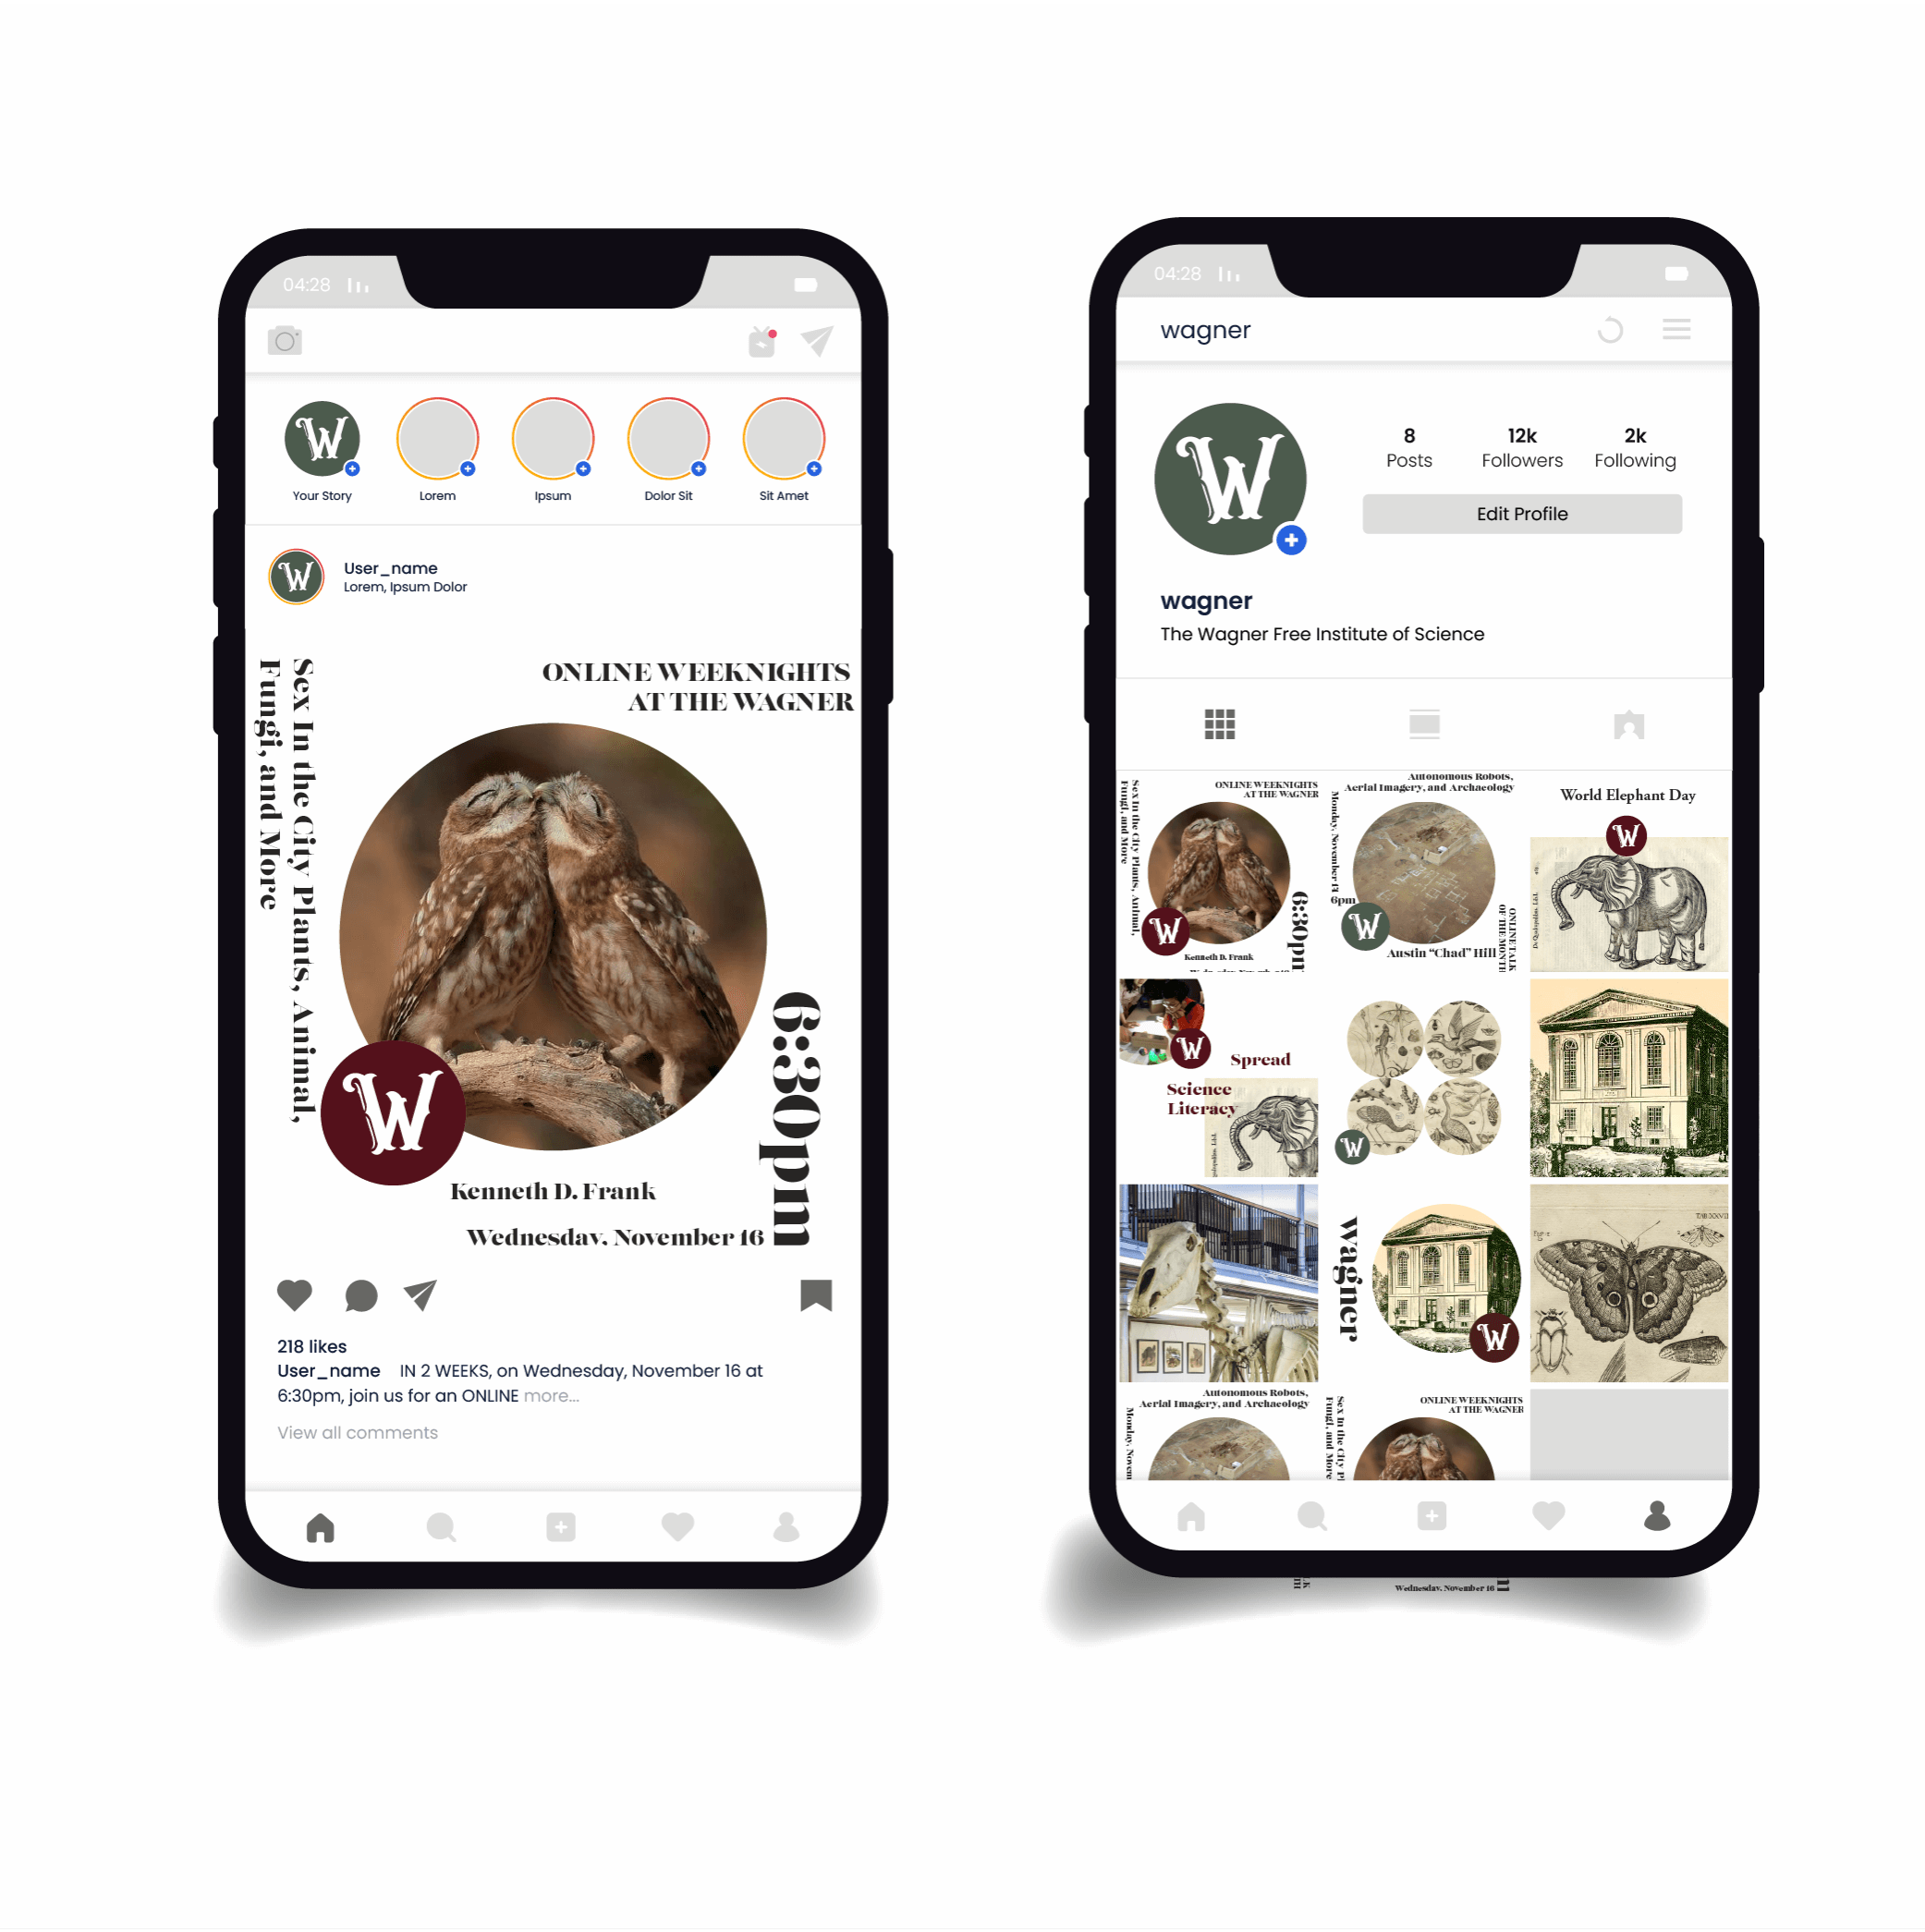 04:28
W
Your Story
Lorem
Ipsum
Dolor Sit
Sit Amet
W
User_name
Lorem, Ipsum Dolor
Sex In the City Plants, Animal,
Fungi, and More
ONLINE WEEKNIGHTS
AT THE WAGNER
W
6:30pm
Kenneth D. Frank
Wednesday, November 16
218 likes
User_name IN 2 WEEKS, on Wednesday, November 16 at
6:30pm, join us for an ONLINE more...
View all comments
04:28
wagner
W
8
Posts
12k
Followers
2k
Following
Edit Profile
wagner
The Wagner Free Institute of Science
Sex In the City Plants, Animal,
Fungi, and More
ONLINE WEEKNIGHTS
AT THE WAGNER
W
6:30pm
Kenneth D. Frank
Autonomous Robots,
Aerial Imagery, and Archaeology
Monday, November 14
6pm
W
Austin “Chad” Hill
ONLINE TALK
OF THE MONTH
World Elephant Day
W
W
Spread
Science
Literacy
W
wagner
W
Autonomous Robots,
Aerial Imagery, and Archaeology
Monday, Novem
Sex In the City Pl
Fungi, and More
ONLINE WEEKNIGHTS
AT THE WAGNER
Wednesday, November 16